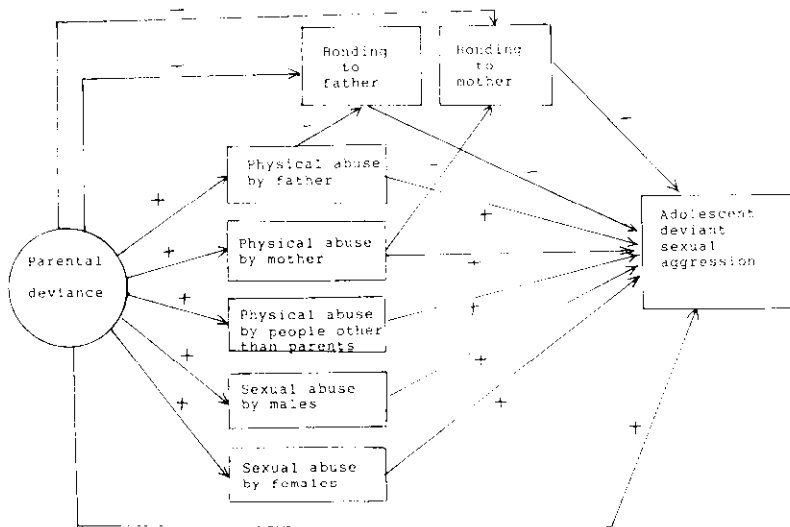 Bonding
to
father
Bonding
to
mother
Physical abuse
by father
Physical abuse
by mother
Physical abuse
by people other
than parents
Sexual abuse
by males
Sexual abuse
by females
Parental
deviance
Adolescent
deviant
sexual
aggression
−
−
−
−
−
−
+
+
+
+
+
+
+
+
+
+
+